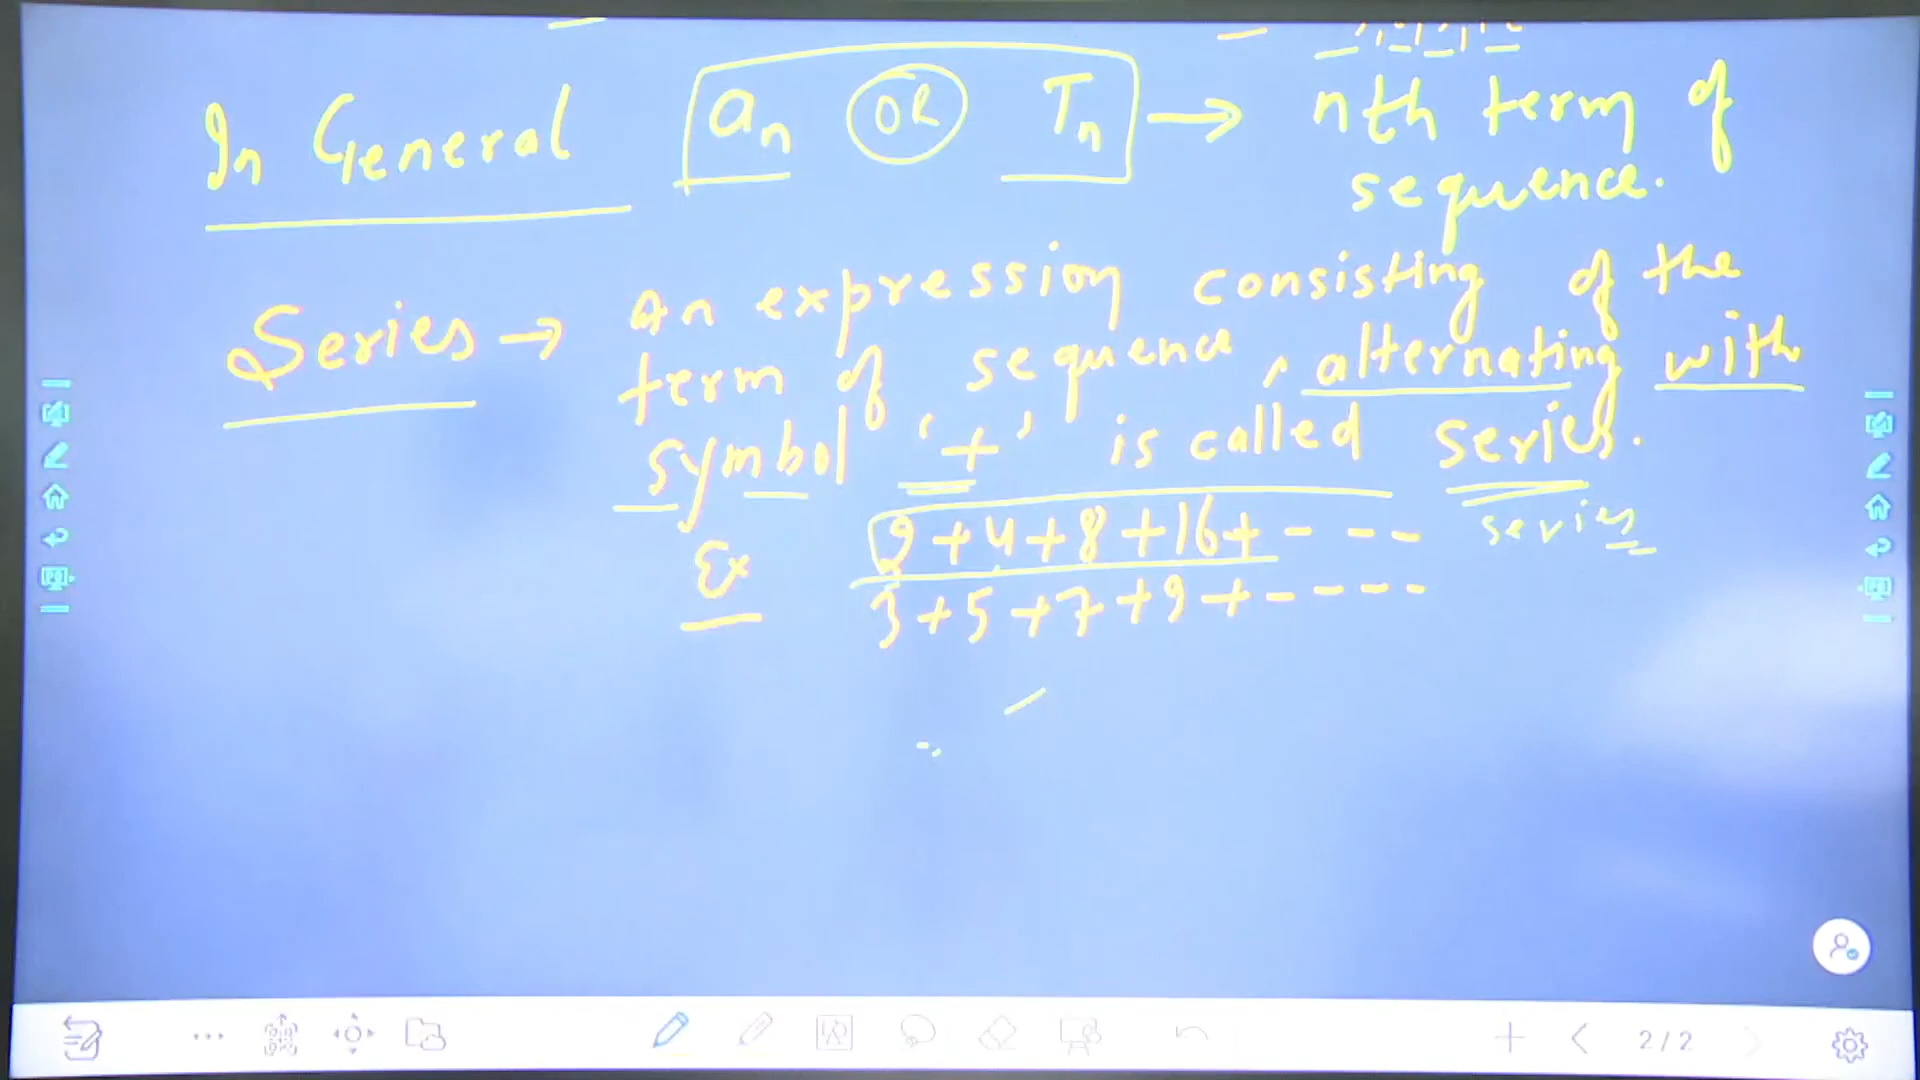 In General an OR Tn → nth term of
sequence.
Series → An expression consisting of the
term of sequence, alternating with
symbol '+' is called series.
Ex 2+4+8+16+---- series
3+5+7+9+----
2/2